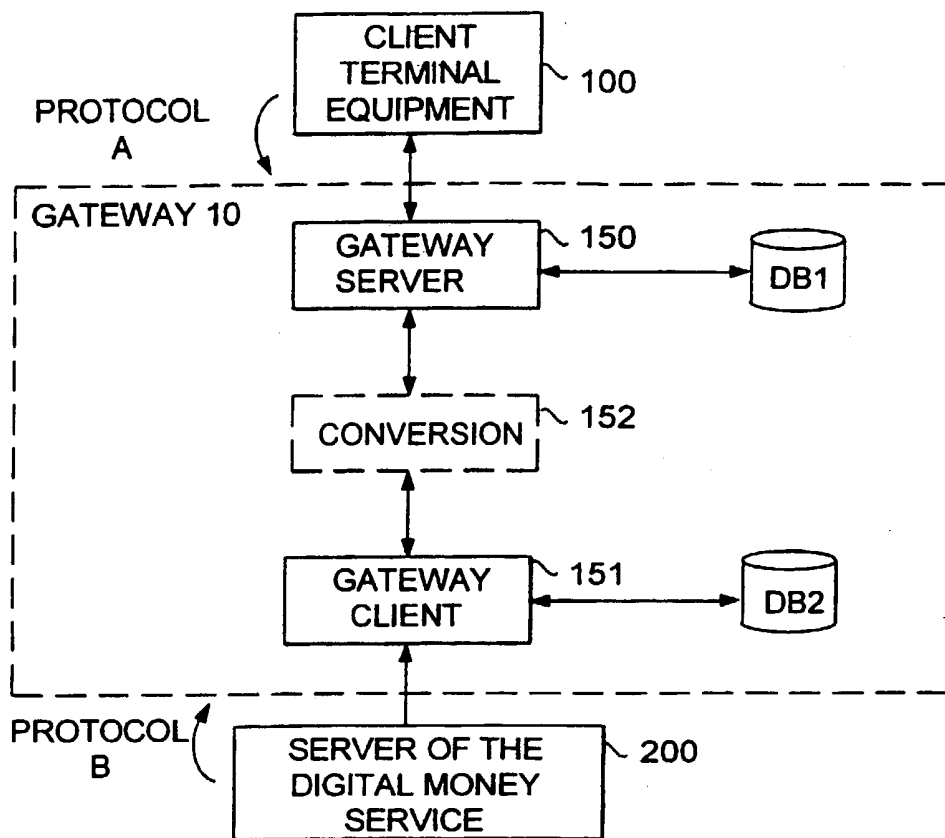 CLIENT
TERMINAL
EQUIPMENT
100
PROTOCOL
A
GATEWAY 10
GATEWAY
SERVER
150
DB1
CONVERSION
152
GATEWAY
CLIENT
151
DB2
PROTOCOL
B
SERVER OF THE
DIGITAL MONEY
SERVICE
200